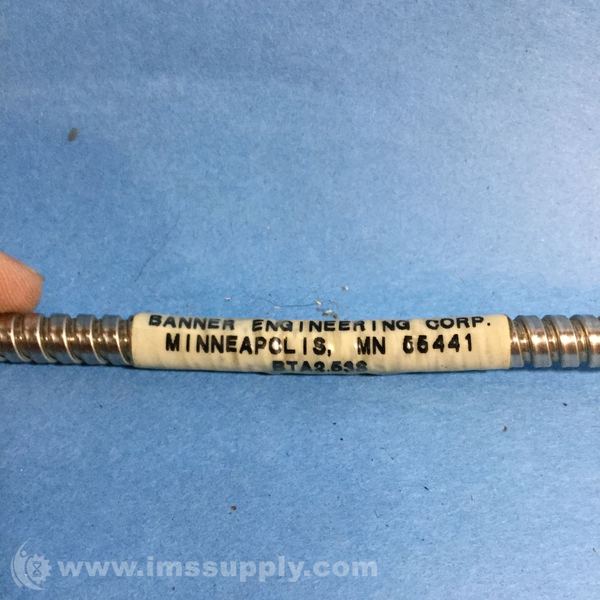 BANNER ENGINEERING CORP.
MINNEAPOLIS, MN 55441
www.imssupply.com